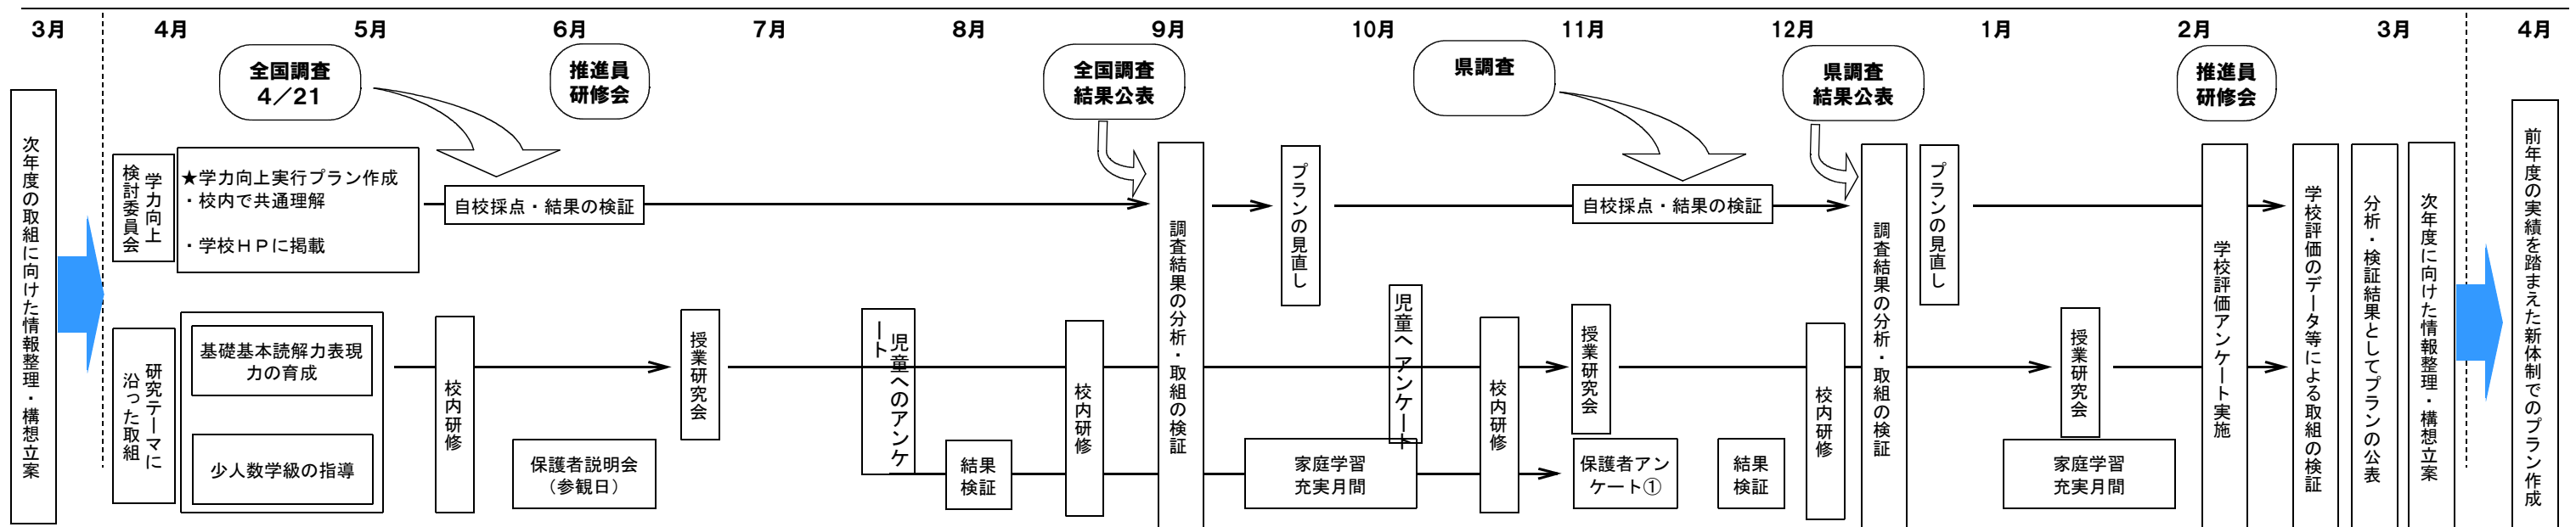 3月
4月
5月
6月
7月
8月
9月
10月
11月
12月
1月
2月
3月
4月
全国調査
4／21
推進員
研修会
全国調査
結果公表
県調査
県調査
結果公表
推進員
研修会
次年度の取組に向けた情報整理・構想立案
学力向上
検討委員会
★学力向上実行プラン作成
・校内で共通理解
・学校ＨＰに掲載
自校採点・結果の検証
調査結果の分析・取組の検証
プランの見直し
自校採点・結果の検証
調査結果の分析・取組の検証
プランの見直し
学校評価アンケート実施
学校評価のデータ等による取組の検証
分析・検証結果としてプランの公表
次年度に向けた情報整理・構想立案
前年度の実績を踏まえた新体制でのプラン作成
研究テーマに
沿った取組
基礎基本読解力表現
力の育成
少人数学級の指導
校内研修
保護者説明会
（参観日）
授業研究会
児童へのアンケ
ート
結果
検証
校内研修
家庭学習
充実月間
児童へ アンケート
校内研修
授業研究会
保護者アン
ケート①
結果
検証
校内研修
授業研究会
家庭学習
充実月間